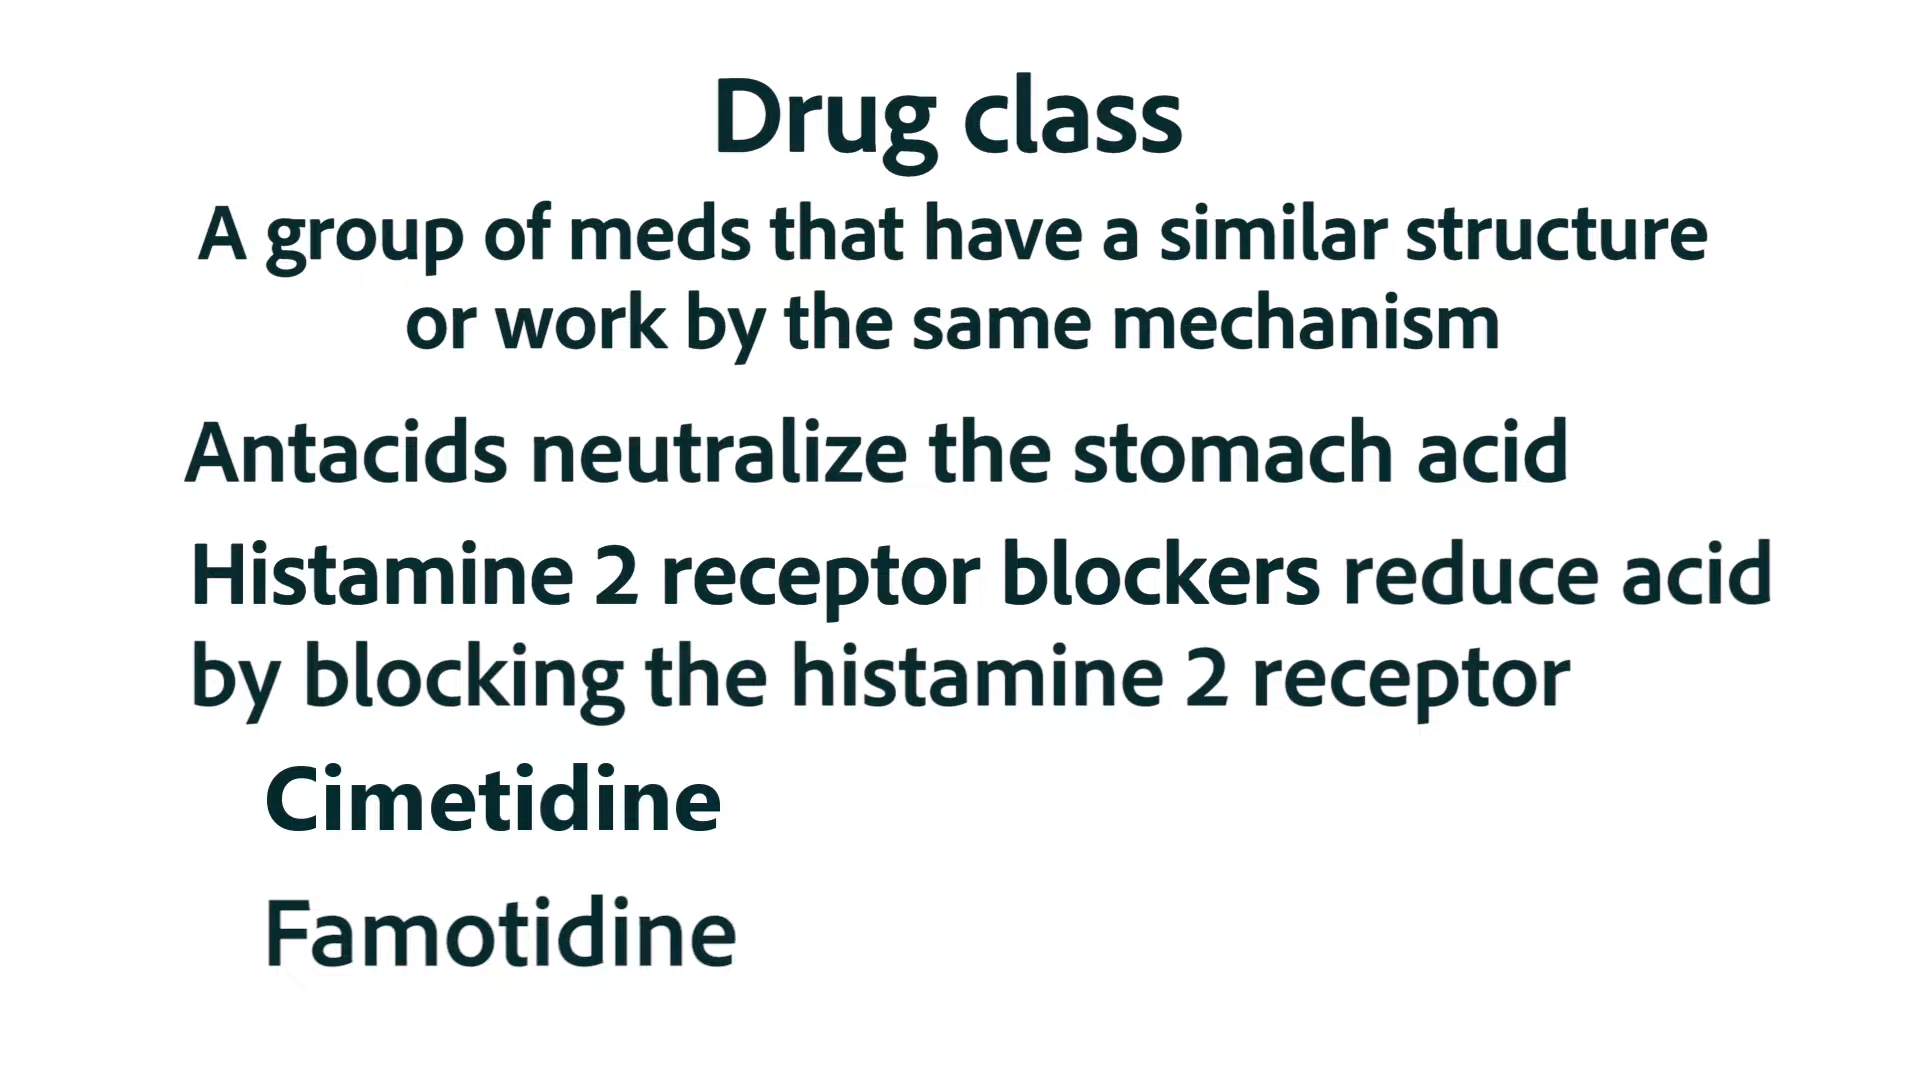 Drug class
A group of meds that have a similar structure
or work by the same mechanism
Antacids neutralize the stomach acid
Histamine 2 receptor blockers reduce acid
by blocking the histamine 2 receptor
Cimetidine
Famotidine